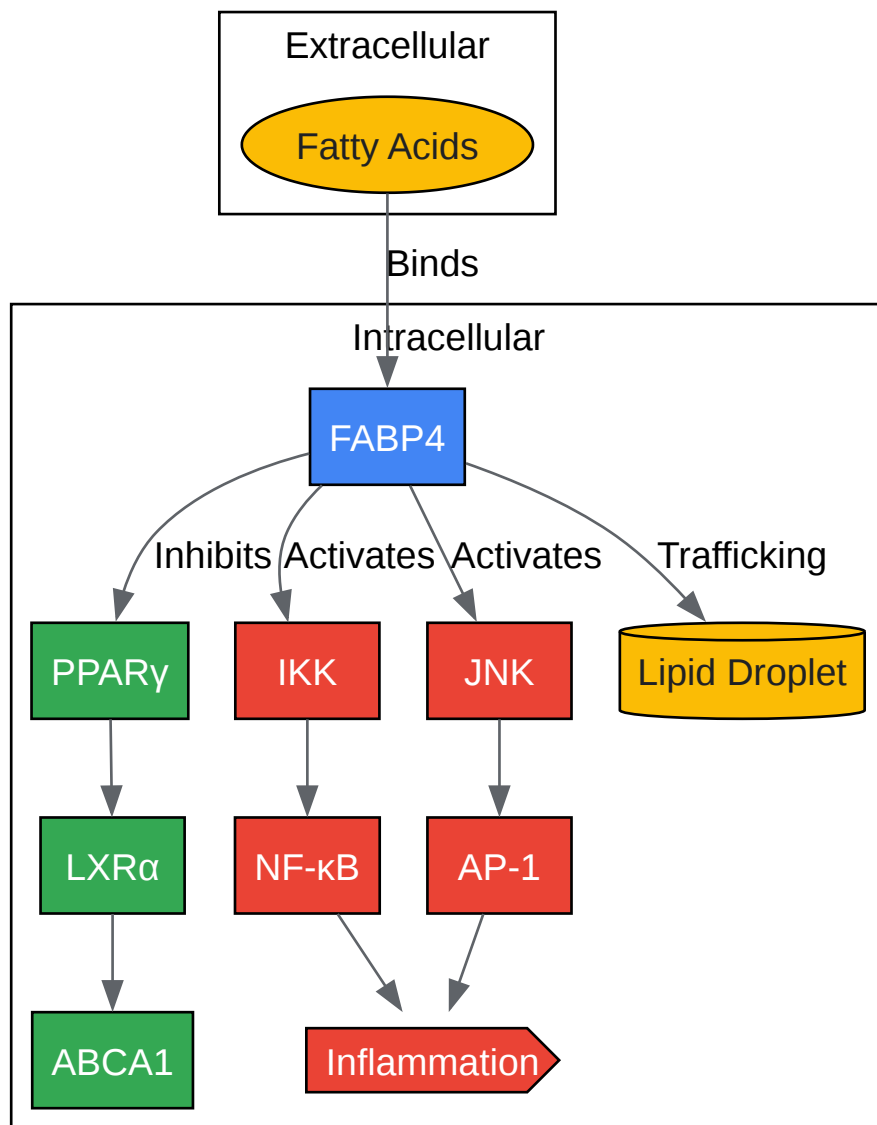 Extracellular
Fatty Acids
Binds
Intracellular
FABP4
Inhibits
Activates
Activates
Trafficking
PPARγ
IKK
JNK
Lipid Droplet
LXRα
NF-κB
AP-1
ABCA1
Inflammation